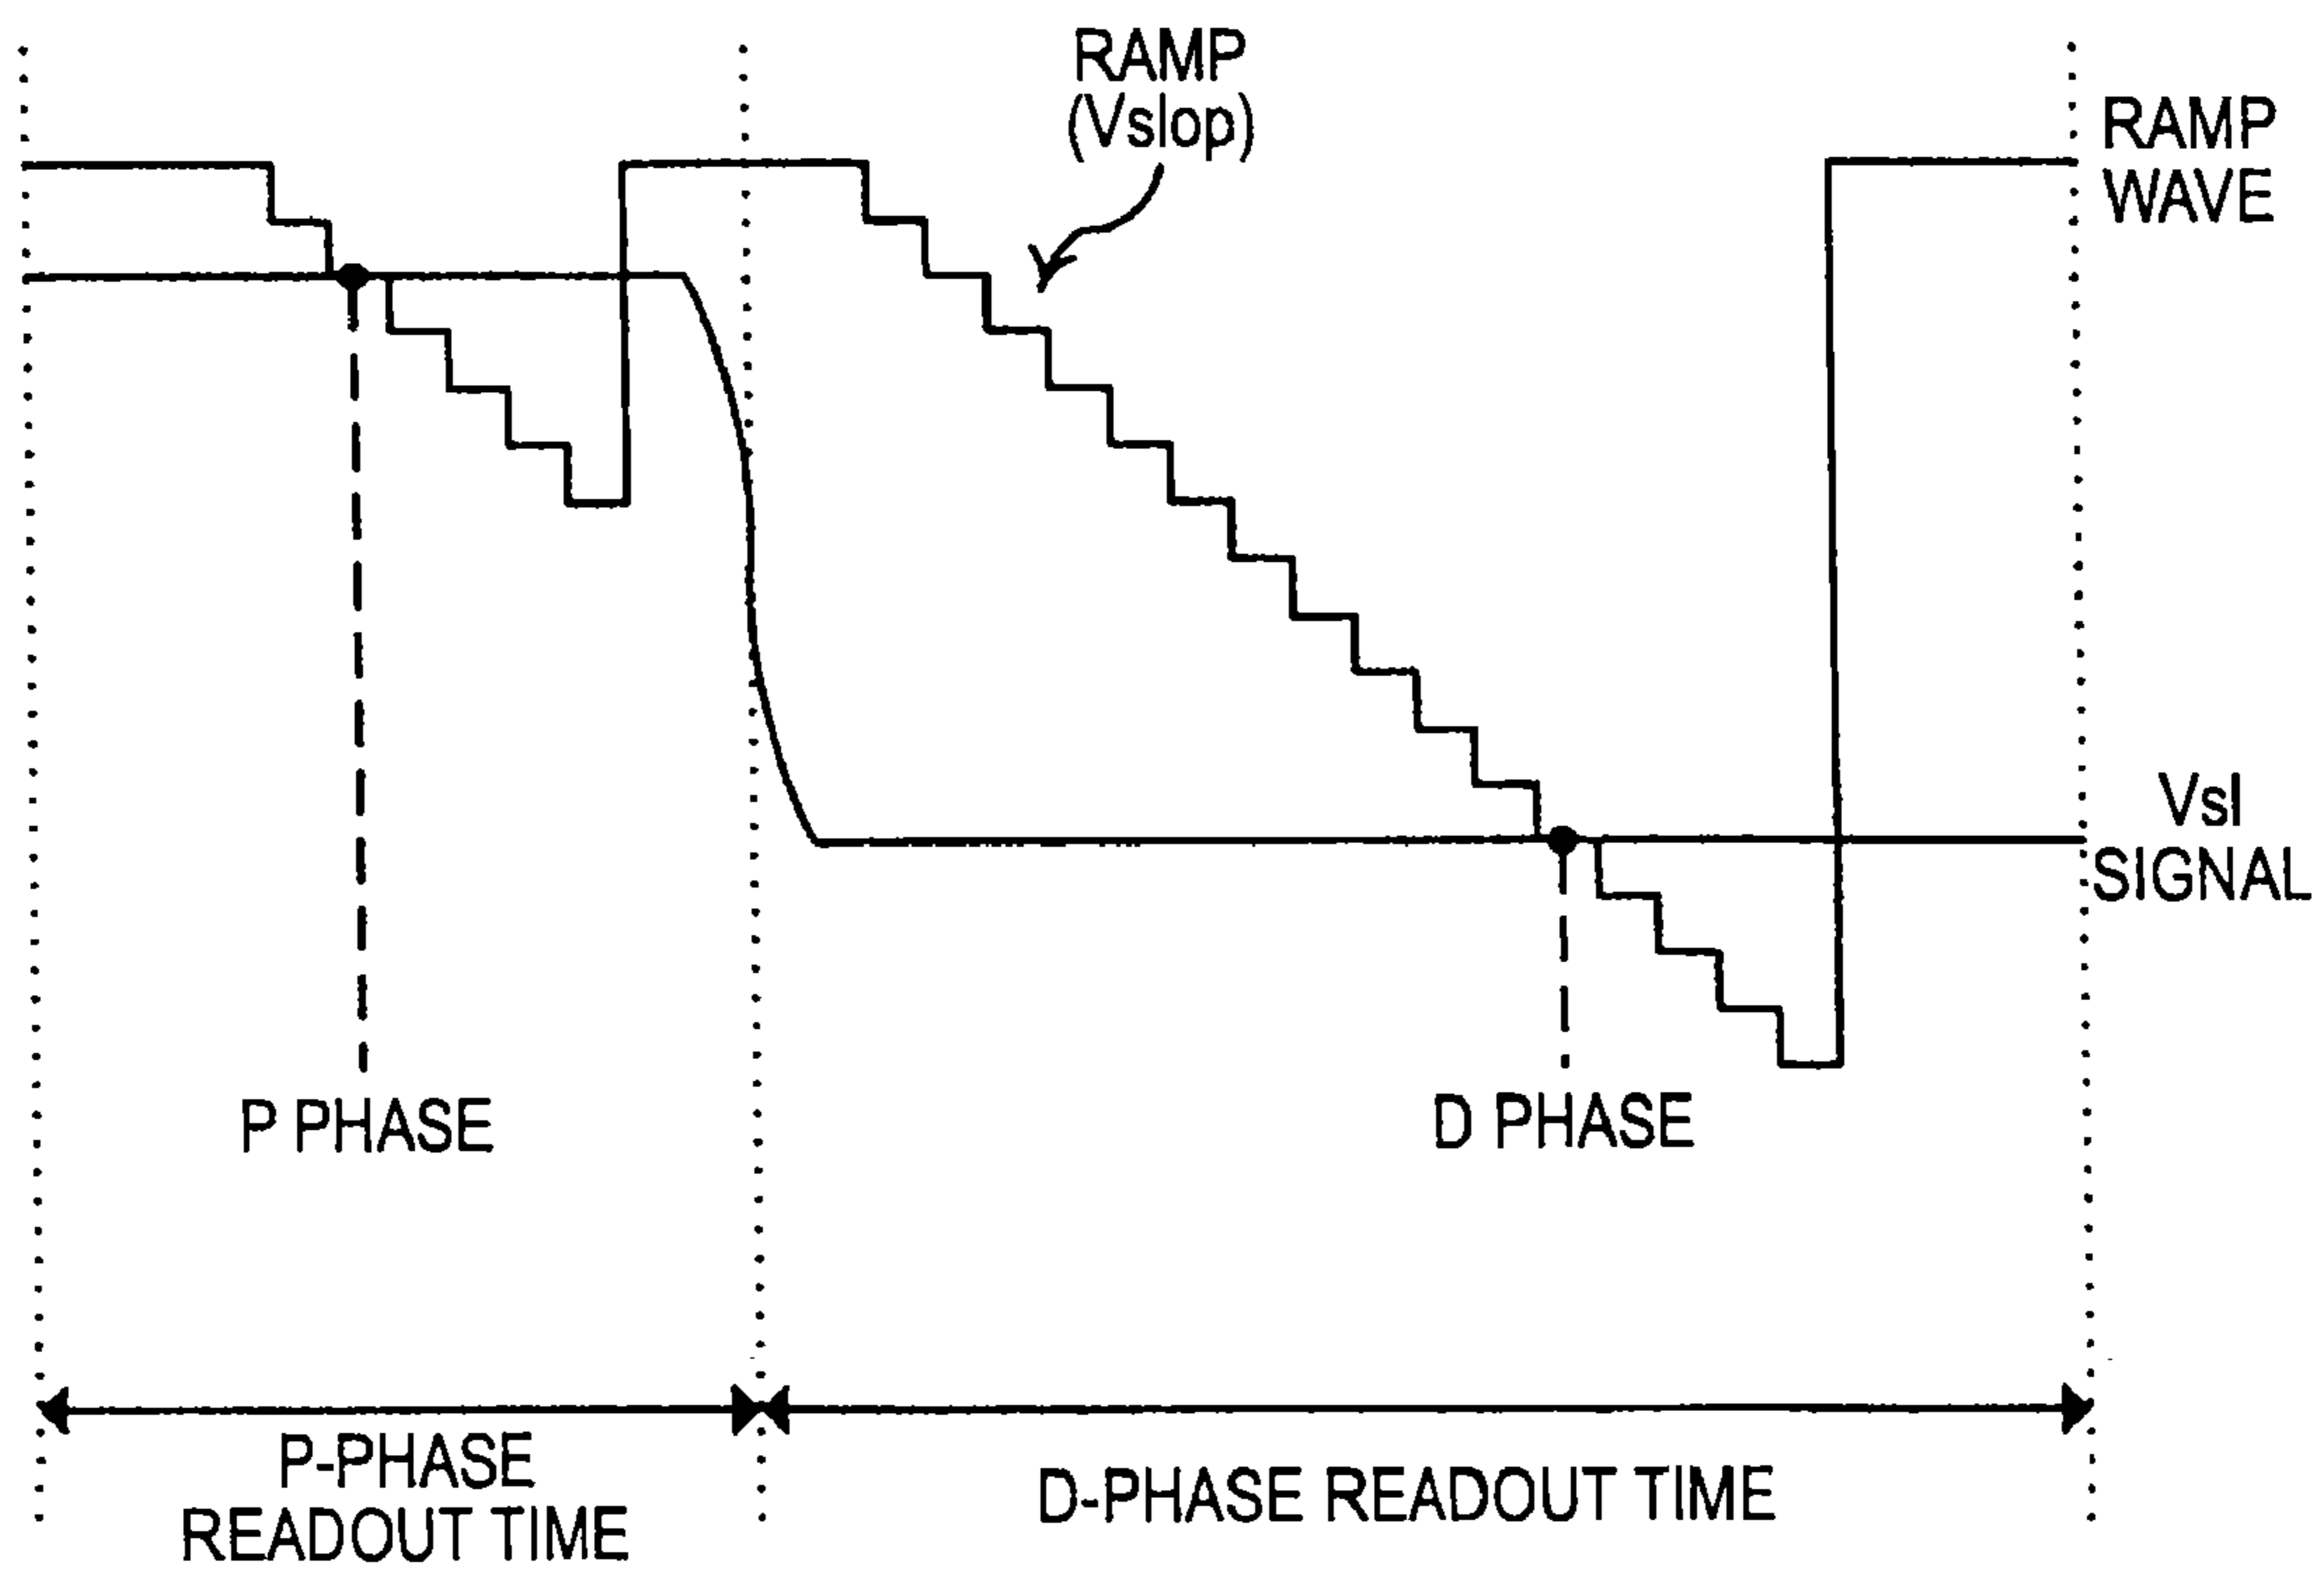 RAMP
(Vslop)
RAMP
WAVE
Vsl
SIGNAL
P PHASE
D PHASE
P-PHASE
READOUT TIME
D-PHASE READOUT TIME